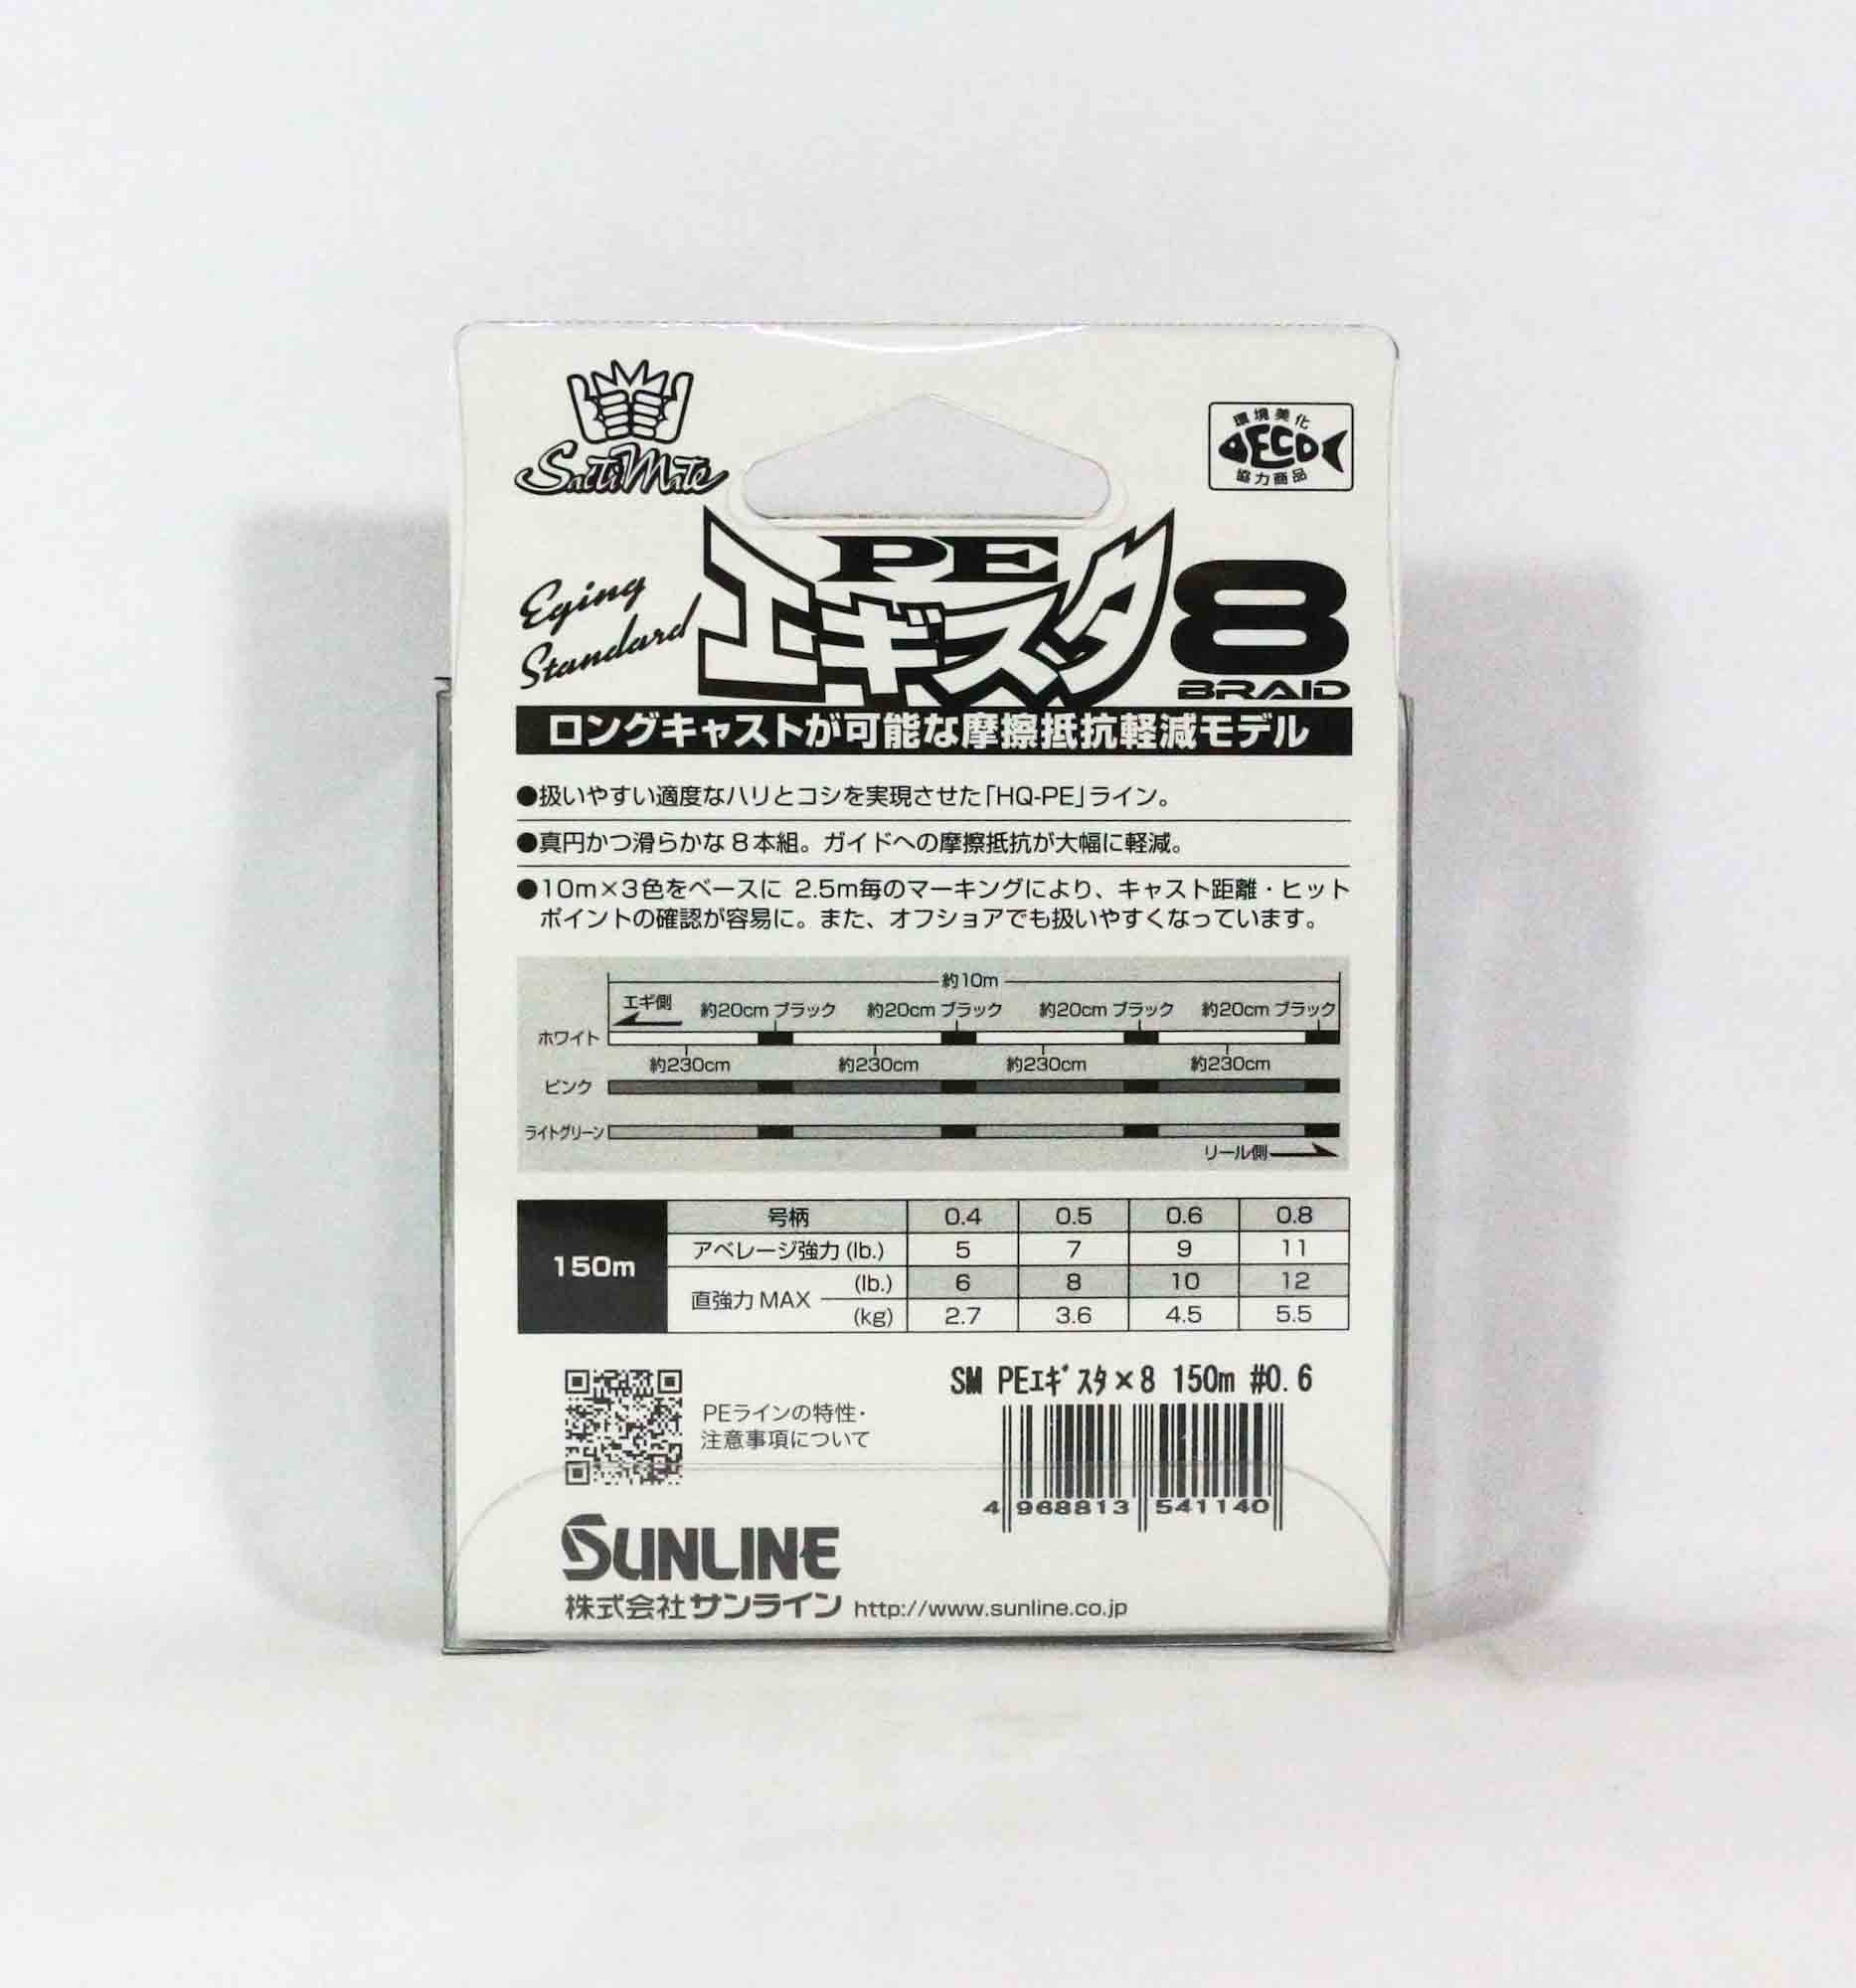 SaltiMate
環境美化
DECO
協力商品
Eging
Standard
PE
エギスタ
8
BRAID
ロングキャストが可能な摩擦抵抗軽減モデル
●扱いやすい適度なハリとコシを実現させた「HQ-PE」ライン。
●真円かつ滑らかな8本組。ガイドへの摩擦抵抗が大幅に軽減。
●10m×3色をベースに 2.5m毎のマーキングにより、キャスト距離・ヒット
ポイントの確認が容易に。また、オフショアでも扱いやすくなっています。
約10m
エギ側 約20cm ブラック 約20cm ブラック 約20cm ブラック 約20cm ブラック
ホワイト
約230cm 約230cm 約230cm 約230cm
ピンク
ライトグリーン
リール側
150m
号柄 0.4 0.5 0.6 0.8
アベレージ強力 (lb.) 5 7 9 11
直強力 MAX (lb.) 6 8 10 12
(kg) 2.7 3.6 4.5 5.5
SM PEｴｷﾞｽﾀ×8 150m #0.6
PEラインの特性・
注意事項について
4 968813 541140
SUNLINE
株式会社サンライン http://www.sunline.co.jp